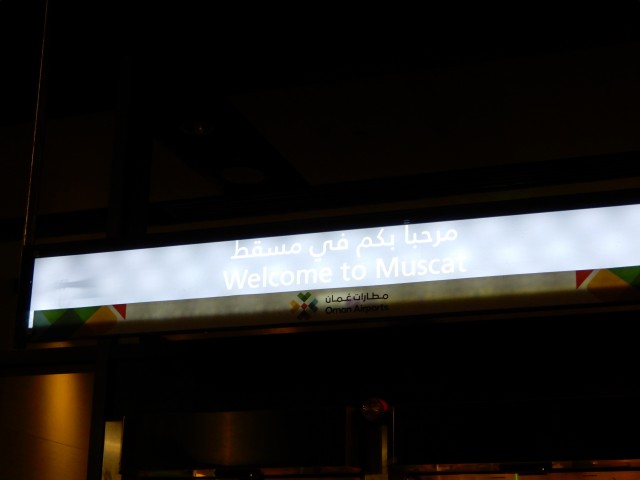 مرحباً بكم في مسقط
Welcome to Muscat
مطارات عُمان
Oman Airports